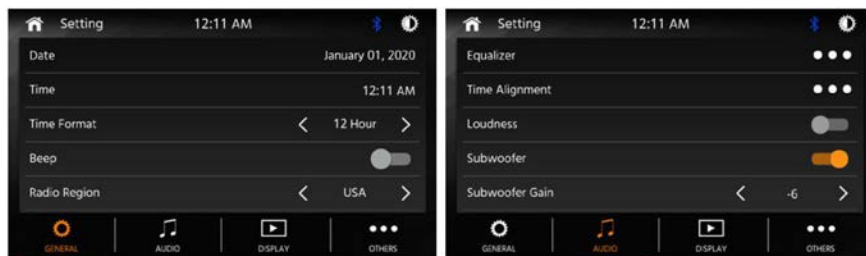 Setting 12:11 AM
Date January 01, 2020
Time 12:11 AM
Time Format 12 Hour
Beep
Radio Region USA
GENERAL AUDIO DISPLAY OTHERS
Setting 12:11 AM
Equalizer
Time Alignment
Loudness
Subwoofer
Subwoofer Gain -6
GENERAL AUDIO DISPLAY OTHERS